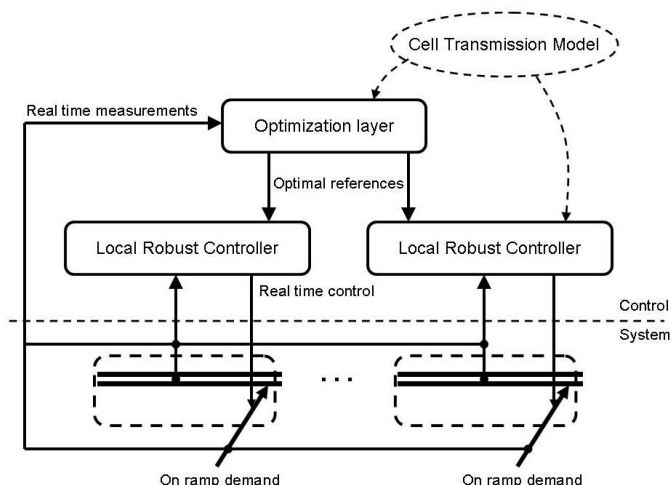 Cell Transmission Model
Real time measurements
Optimization layer
Optimal references
Local Robust Controller
Local Robust Controller
Real time control
Control
System
. . .
On ramp demand
On ramp demand